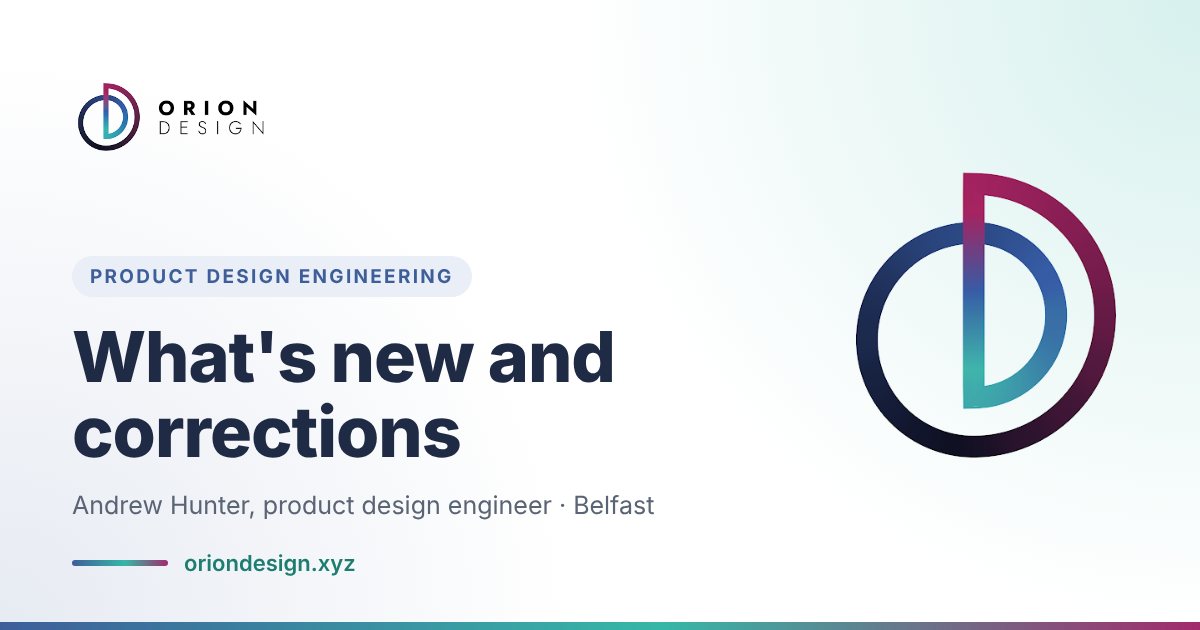 ORION
DESIGN
PRODUCT DESIGN ENGINEERING
What's new and
corrections
Andrew Hunter, product design engineer · Belfast
oriondesign.xyz